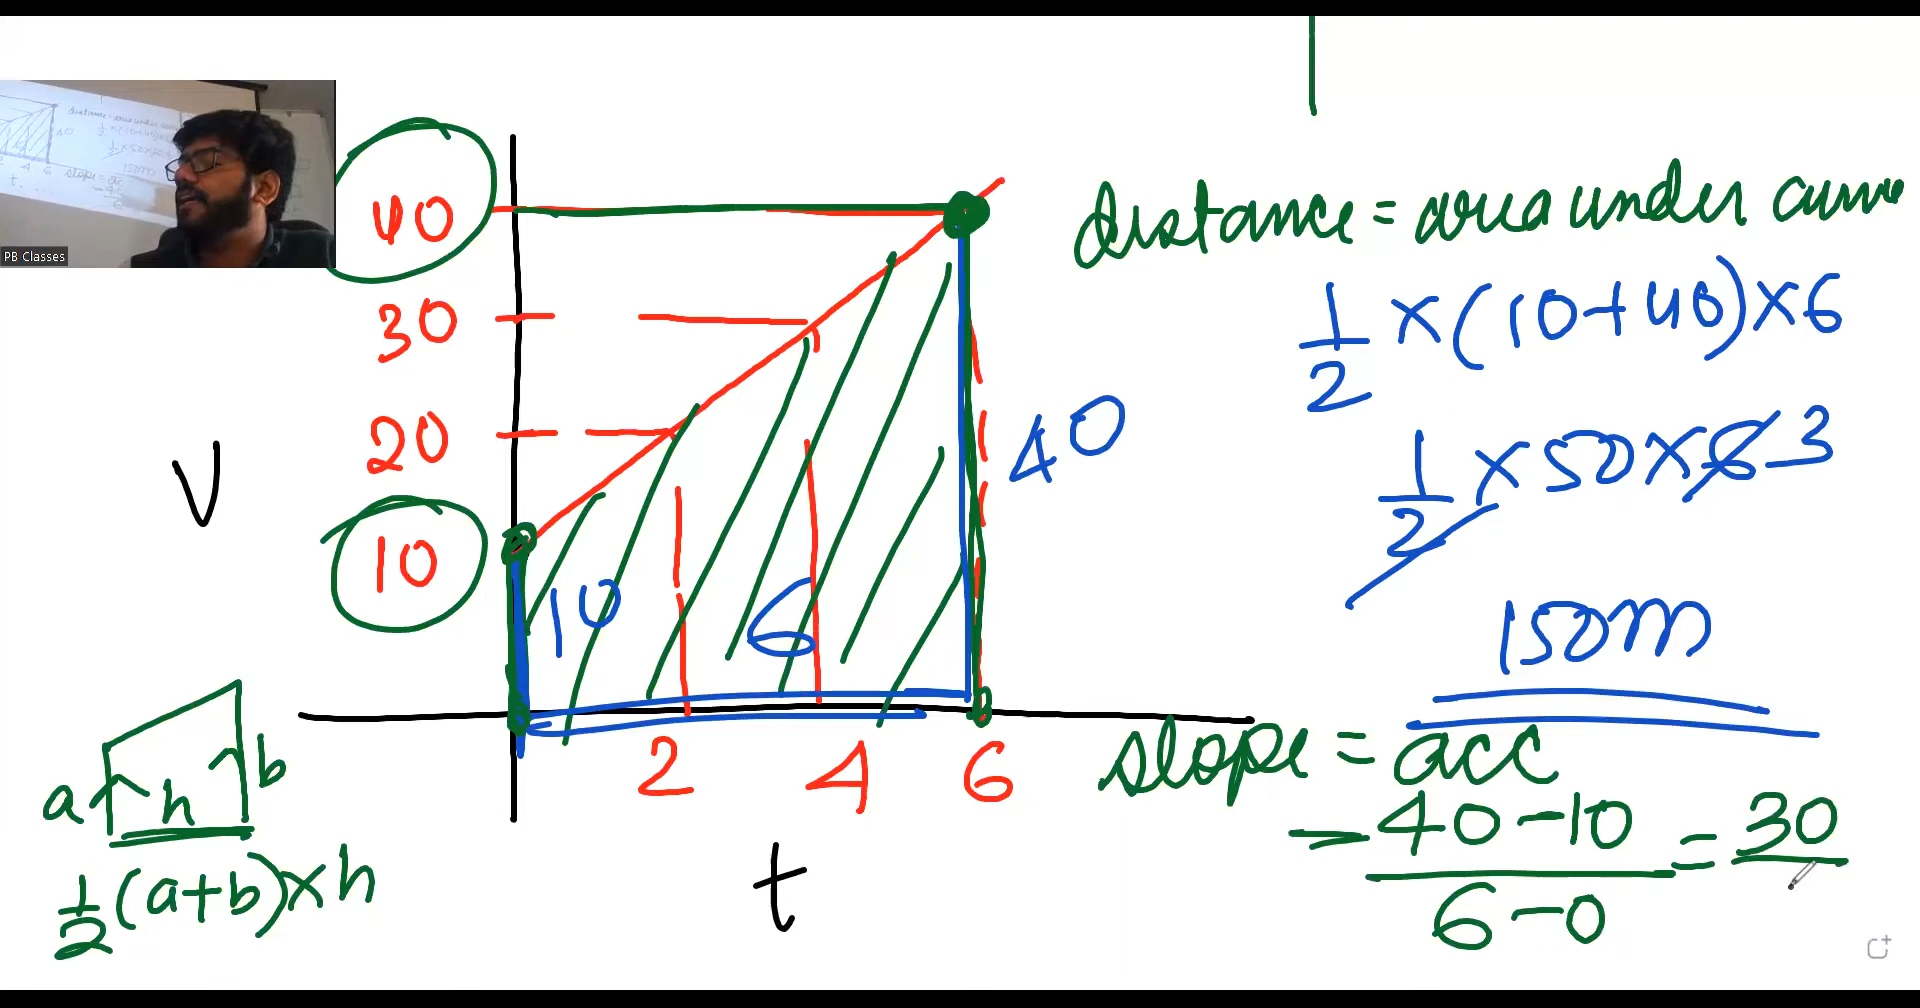 PB Classes
40
30
20
10
V
2
4
6
t
10
6
40
a
h
b
1/2 (a+b)×h
distance = area under curve
1/2 ×(10+40)×6
1/2 ×50×6 3
150m
slope = acc
= 40-10/6-0 = 30